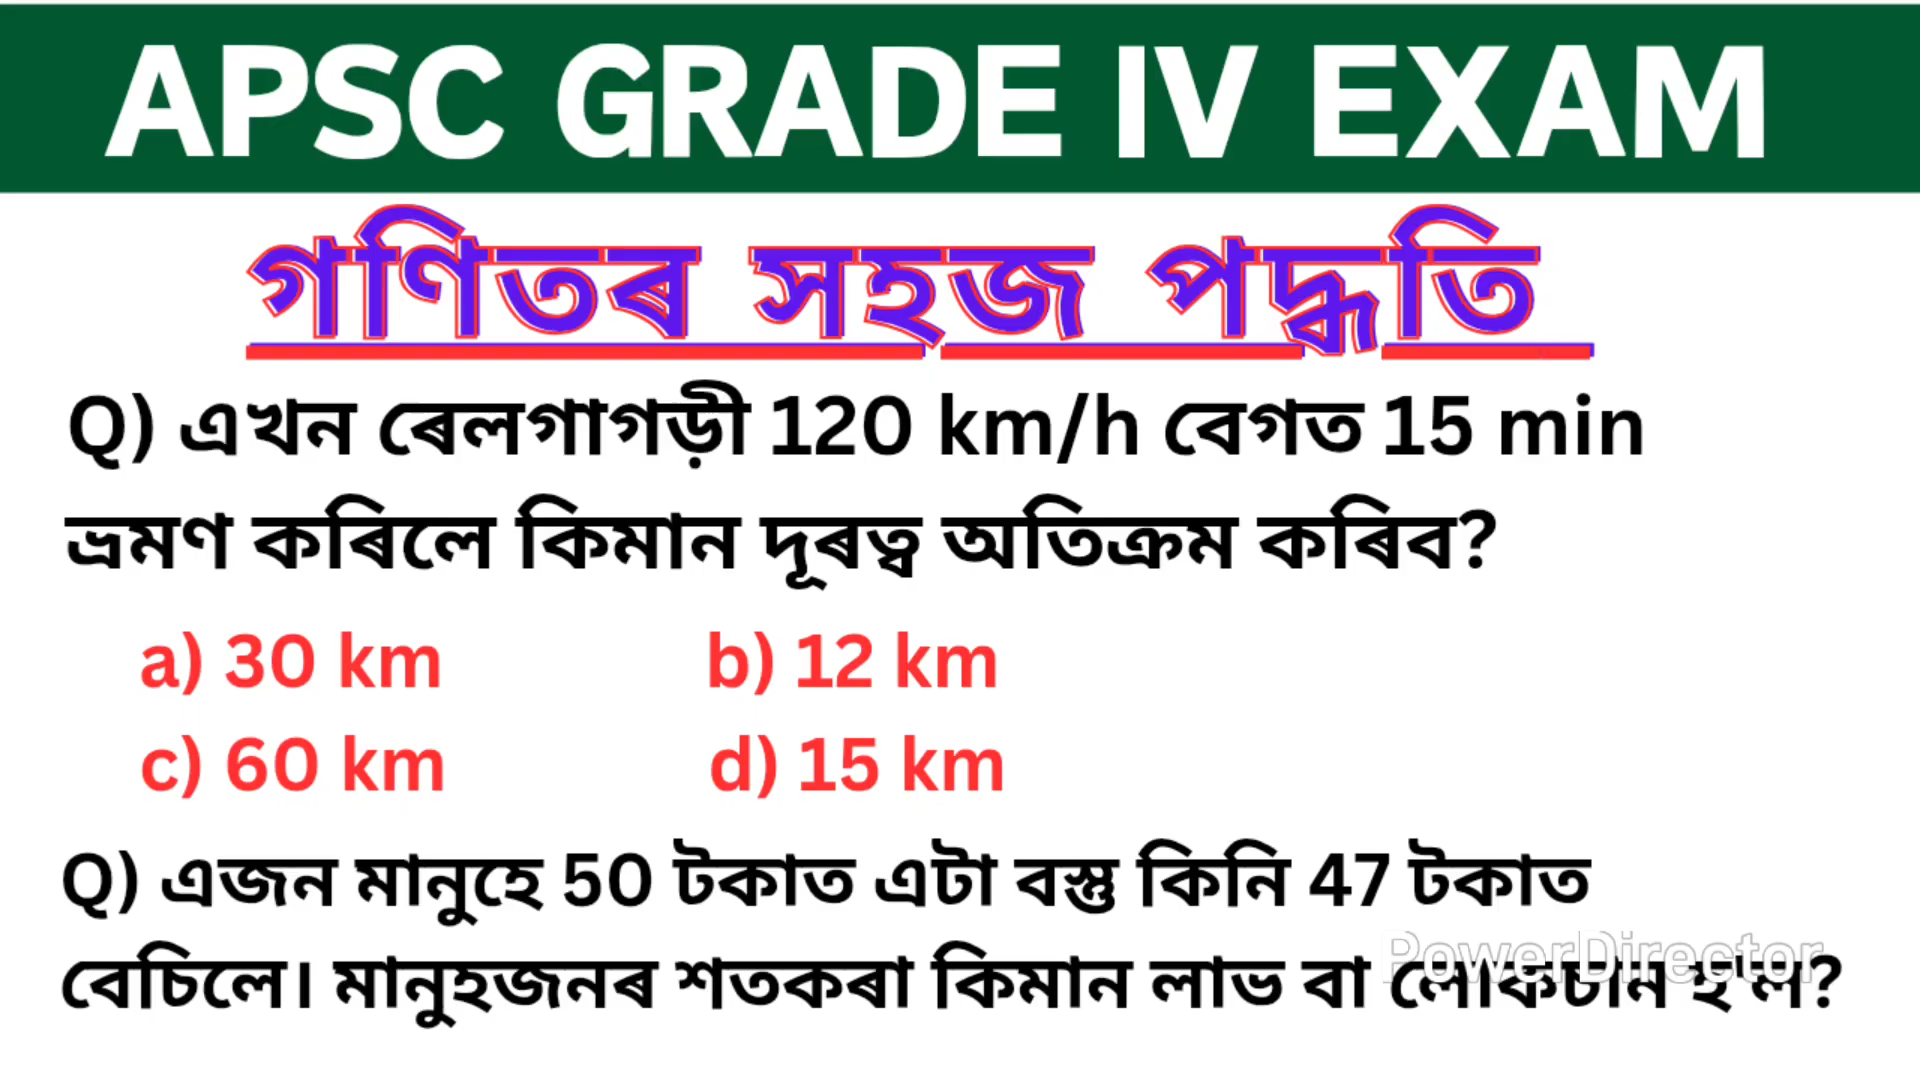 APSC GRADE IV EXAM
গণিতৰ সহজ পদ্ধতি
Q) এখন ৰেলগাগড়ী 120 km/h বেগত 15 min
ভ্ৰমণ কৰিলে কিমান দূৰত্ব অতিক্ৰম কৰিব?
a) 30 km b) 12 km
c) 60 km d) 15 km
Q) এজন মানুহে 50 টকাত এটা বস্তু কিনি 47 টকাত
বেচিলে। মানুহজনৰ শতকৰা কিমান লাভ বা লোকচান হ'ল?
PowerDirector